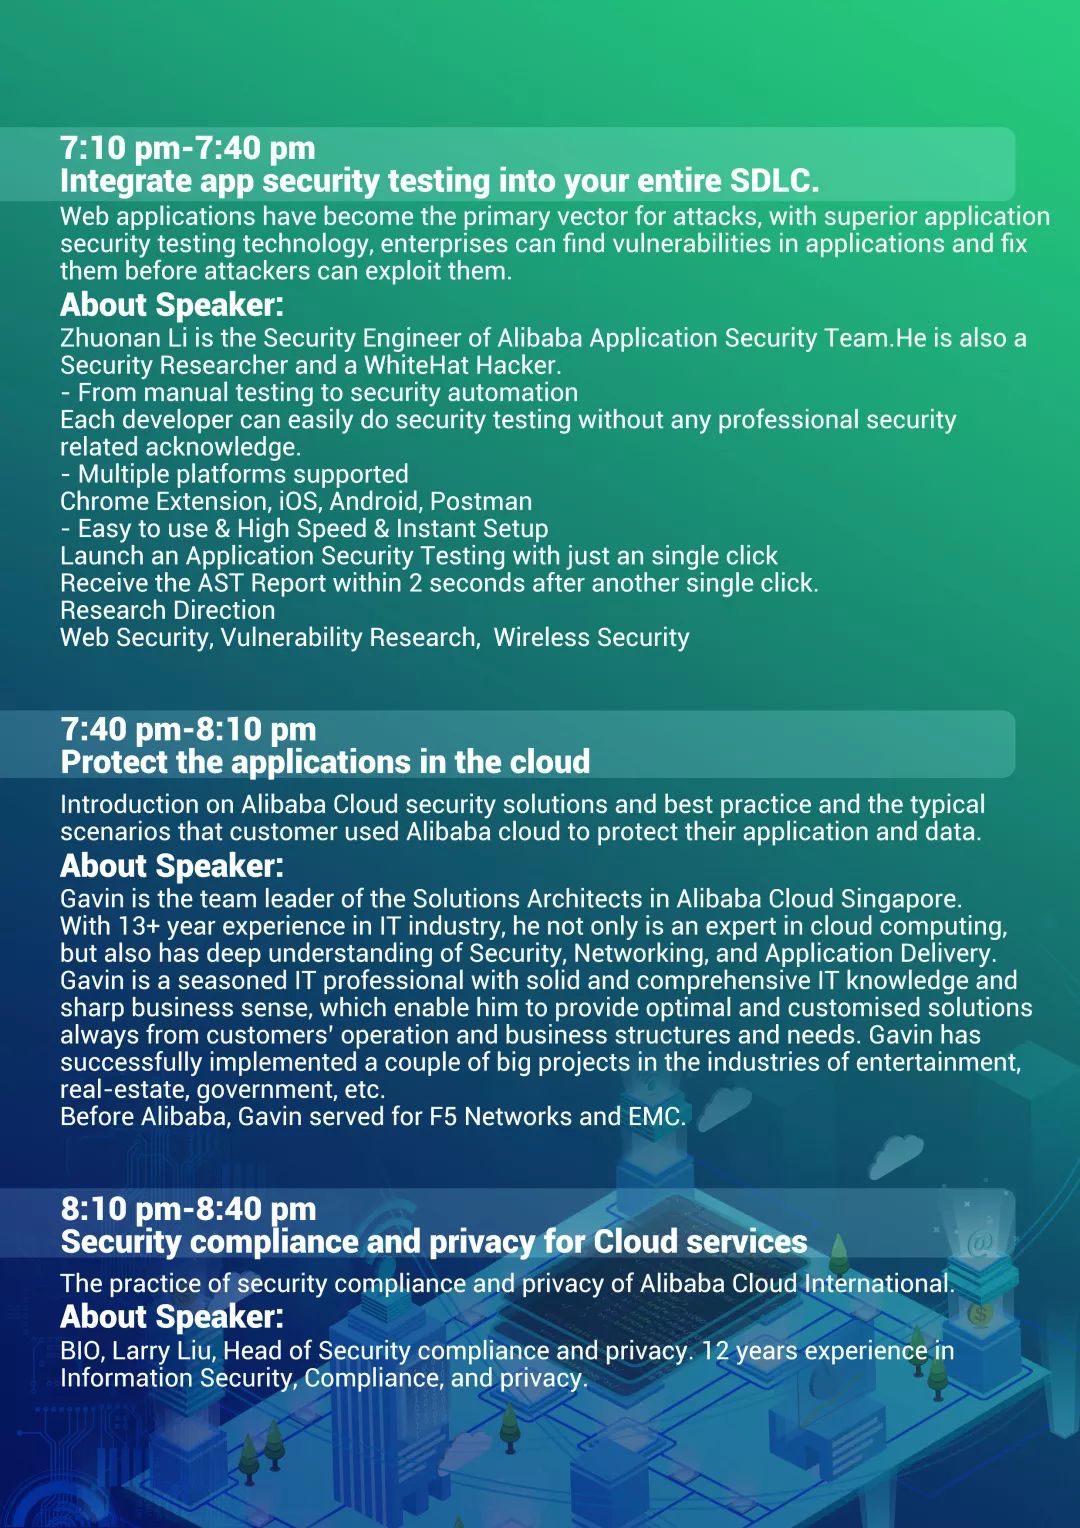 7:10 pm-7:40 pm
Integrate app security testing into your entire SDLC.
Web applications have become the primary vector for attacks, with superior application
security testing technology, enterprises can find vulnerabilities in applications and fix
them before attackers can exploit them.
About Speaker:
Zhuonan Li is the Security Engineer of Alibaba Application Security Team.He is also a
Security Researcher and a WhiteHat Hacker.
- From manual testing to security automation
Each developer can easily do security testing without any professional security
related acknowledge.
- Multiple platforms supported
Chrome Extension, iOS, Android, Postman
- Easy to use & High Speed & Instant Setup
Launch an Application Security Testing with just an single click
Receive the AST Report within 2 seconds after another single click.
Research Direction
Web Security, Vulnerability Research,  Wireless Security
7:40 pm-8:10 pm
Protect the applications in the cloud
Introduction on Alibaba Cloud security solutions and best practice and the typical
scenarios that customer used Alibaba cloud to protect their application and data.
About Speaker:
Gavin is the team leader of the Solutions Architects in Alibaba Cloud Singapore.
With 13+ year experience in IT industry, he not only is an expert in cloud computing,
but also has deep understanding of Security, Networking, and Application Delivery.
Gavin is a seasoned IT professional with solid and comprehensive IT knowledge and
sharp business sense, which enable him to provide optimal and customised solutions
always from customers' operation and business structures and needs. Gavin has
successfully implemented a couple of big projects in the industries of entertainment,
real-estate, government, etc.
Before Alibaba, Gavin served for F5 Networks and EMC.
8:10 pm-8:40 pm
Security compliance and privacy for Cloud services
The practice of security compliance and privacy of Alibaba Cloud International.
About Speaker:
BIO, Larry Liu, Head of Security compliance and privacy. 12 years experience in
Information Security, Compliance, and privacy.